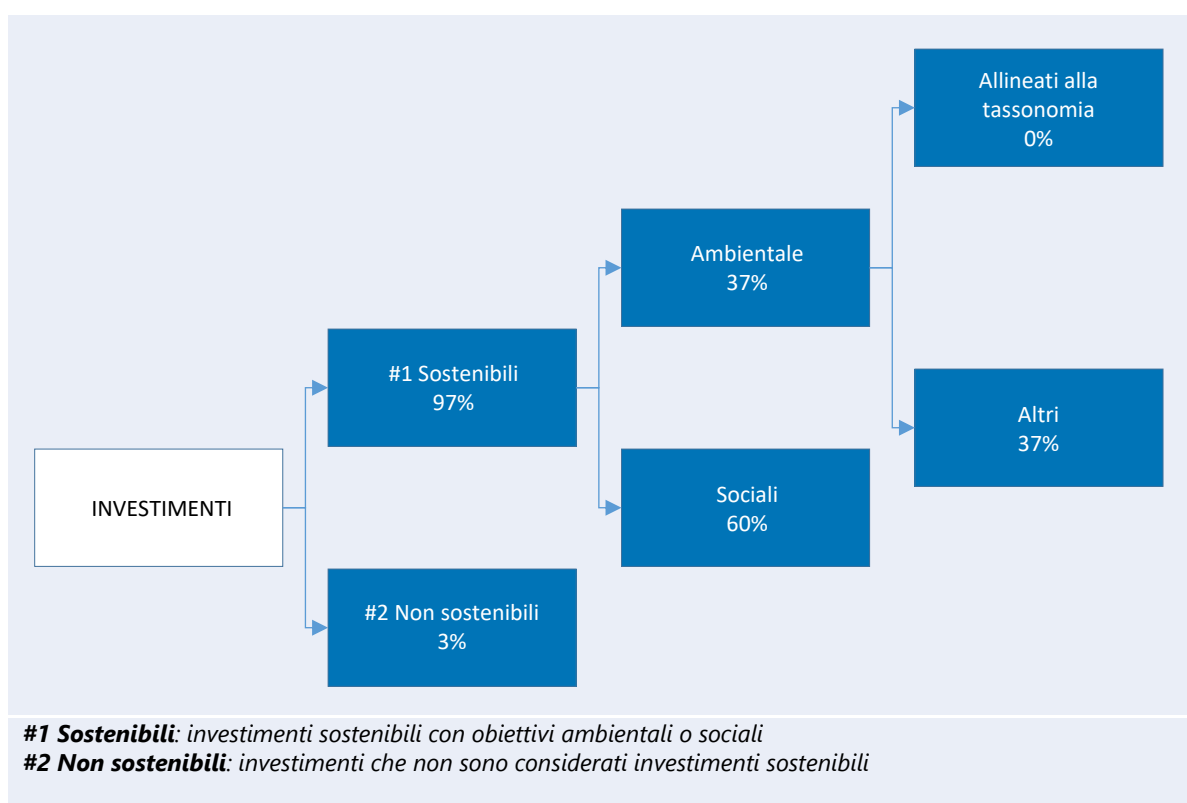 Allineati alla
tassonomia
0%
Ambientale
37%
#1 Sostenibili
97%
Altri
37%
INVESTIMENTI
Sociali
60%
#2 Non sostenibili
3%
#1 Sostenibili: investimenti sostenibili con obiettivi ambientali o sociali
#2 Non sostenibili: investimenti che non sono considerati investimenti sostenibili